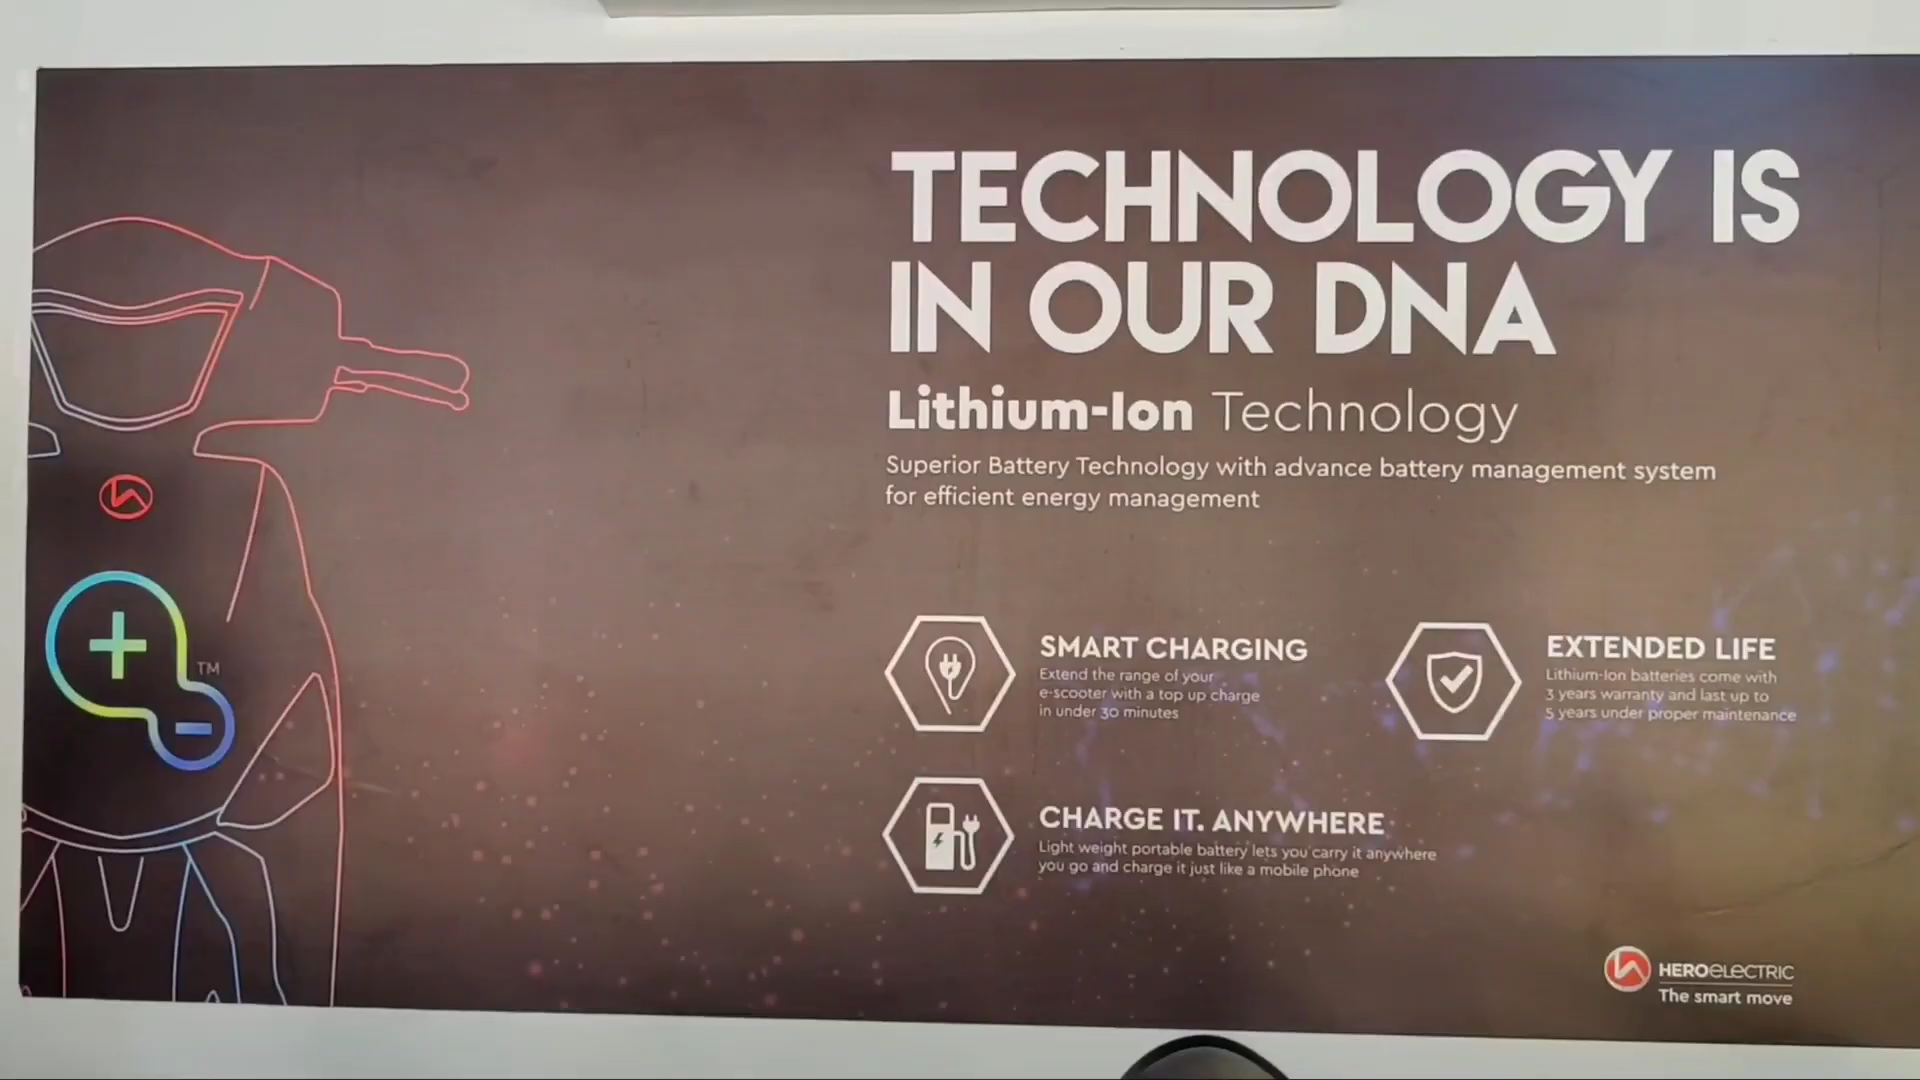 TECHNOLOGY IS
IN OUR DNA
Lithium-Ion Technology
Superior Battery Technology with advance battery management system
for efficient energy management
SMART CHARGING
Extend the range of your
e-scooter with a top up charge
in under 30 minutes
EXTENDED LIFE
Lithium-Ion batteries come with
3 years warranty and last up to
5 years under proper maintenance
CHARGE IT. ANYWHERE
Light weight portable battery lets you carry it anywhere
you go and charge it just like a mobile phone
TM
HERO ELECTRIC
The smart move